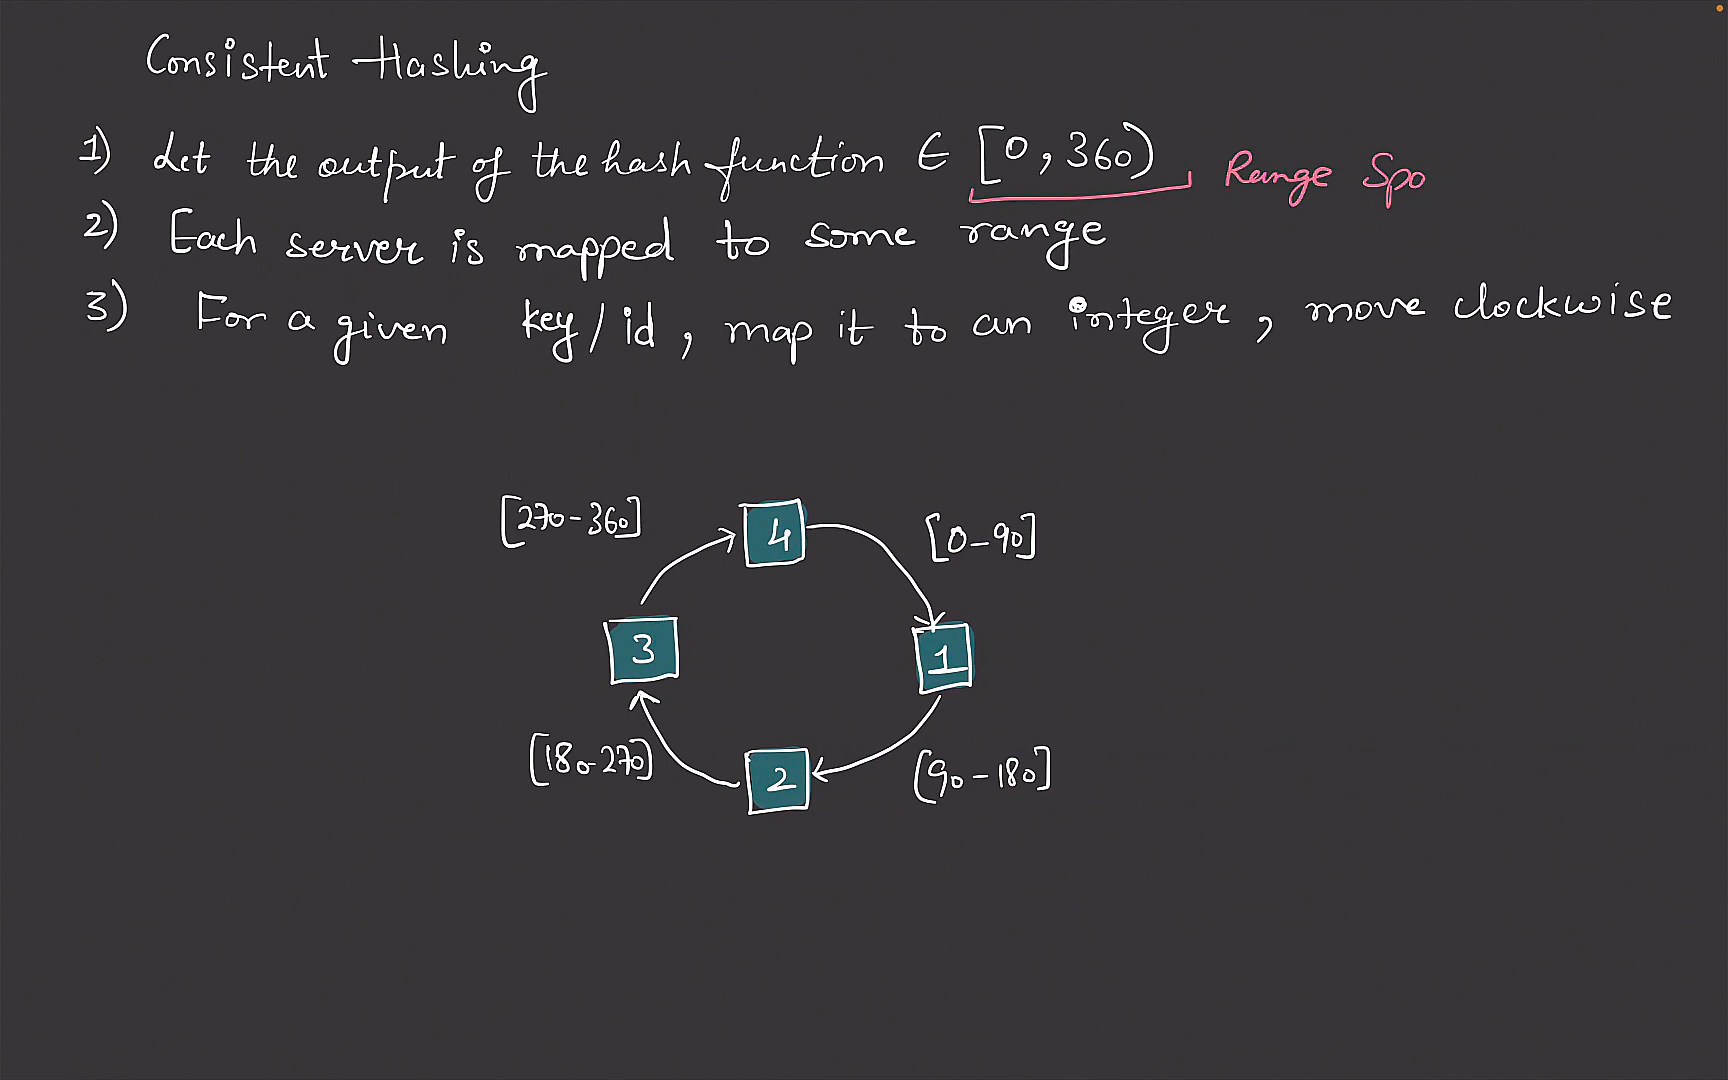 Consistent Hashing
1) Let the output of the hash function ∈ [0, 360) Range Spa
2) Each server is mapped to some range
3) For a given key/id, map it to an integer, move clockwise
[270-360] 4 [0-90]
3 1
[180-270) 2 (90-180]